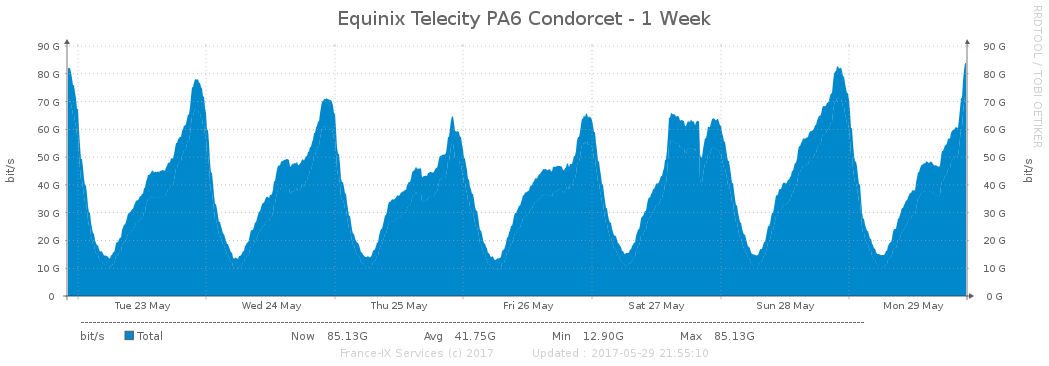 Equinix Telecity PA6 Condorcet - 1 Week
RRDTOOL / TOBI OETIKER
bit/s
90 G
80 G
70 G
60 G
50 G
40 G
30 G
20 G
10 G
0
90 G
80 G
70 G
60 G
50 G
40 G
30 G
20 G
10 G
0 G
bit/s
Tue 23 May Wed 24 May Thu 25 May Fri 26 May Sat 27 May Sun 28 May Mon 29 May
bit/s Total Now 85.13G Avg 41.75G Min 12.90G Max 85.13G
France-IX Services (c) 2017 Updated : 2017-05-29 21:55:10